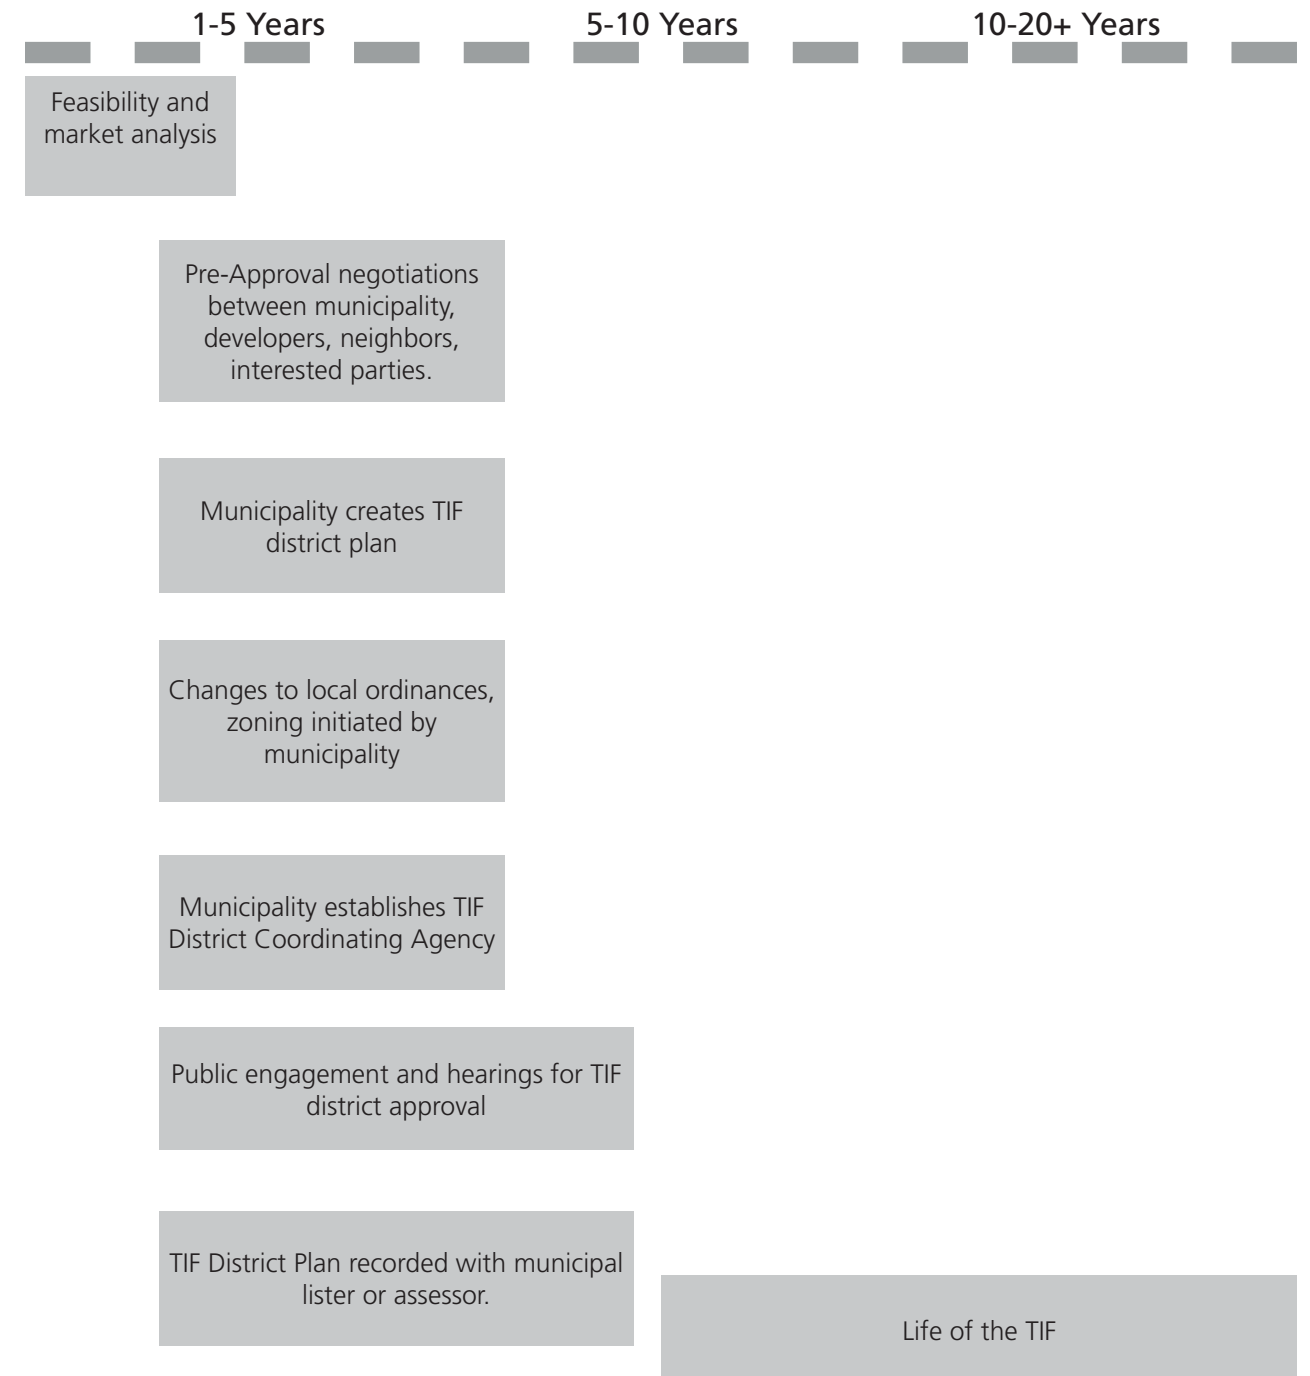 1-5 Years
5-10 Years
10-20+ Years
Feasibility and
market analysis
Pre-Approval negotiations
between municipality,
developers, neighbors,
interested parties.
Municipality creates TIF
district plan
Changes to local ordinances,
zoning initiated by
municipality
Municipality establishes TIF
District Coordinating Agency
Public engagement and hearings for TIF
district approval
TIF District Plan recorded with municipal
lister or assessor.
Life of the TIF